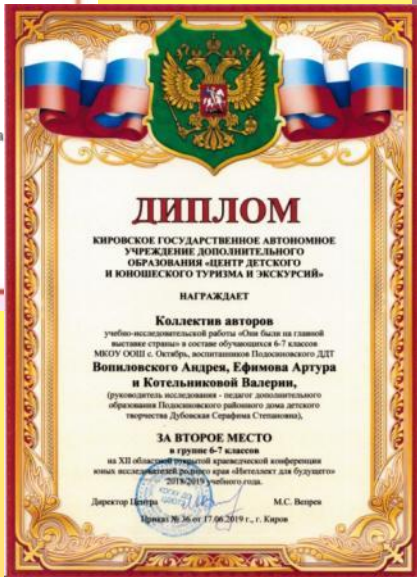 ДИПЛОМ
КИРОВСКОЕ ГОСУДАРСТВЕННОЕ АВТОНОМНОЕ
УЧРЕЖДЕНИЕ ДОПОЛНИТЕЛЬНОГО
ОБРАЗОВАНИЯ «ЦЕНТР ДЕТСКОГО
И ЮНОШЕСКОГО ТУРИЗМА И ЭКСКУРСИЙ»
НАГРАЖДАЕТ
Коллектив авторов
учебно-исследовательской работы «Они были на главной
выставке страны» в составе обучающихся 6-7 классов
МКОУ ООШ с. Октябрь, воспитанников Подосиновского ДДТ
Вопиловского Андрея, Ефимова Артура
и Котельниковой Валерии,
(руководитель исследования - педагог дополнительного
образования Подосиновского районного дома детского
творчества Дубовская Серафима Степановна),
ЗА ВТОРОЕ МЕСТО
в группе 6-7 классов
на XII областной открытой краеведческой конференции
юных исследователей родного края «Интеллект для будущего»
2018/2019 учебного года.
Директор Центра М.С. Вепрев
Приказ № 36 от 17.06.2019 г., г. Киров